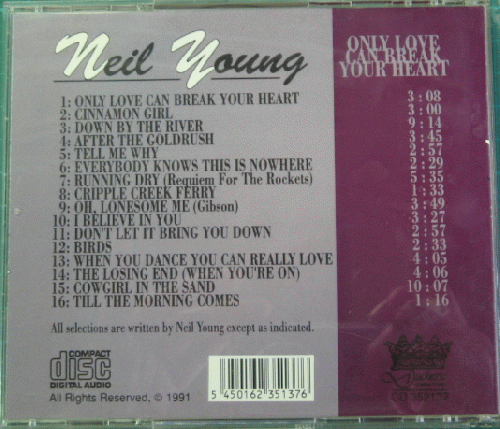 Neil Young
ONLY LOVE
CAN BREAK
YOUR HEART
1: ONLY LOVE CAN BREAK YOUR HEART 3:08
2: CINNAMON GIRL 3:00
3: DOWN BY THE RIVER 9:14
4: AFTER THE GOLDRUSH 3:45
5: TELL ME WHY 2:57
6: EVERYBODY KNOWS THIS IS NOWHERE 2:29
7: RUNNING DRY (Requiem For The Rockets) 5:35
8: CRIPPLE CREEK FERRY 1:33
9: OH, LONESOME ME (Gibson) 3:49
10: I BELIEVE IN YOU 3:27
11: DON'T LET IT BRING YOU DOWN 2:57
12: BIRDS 2:33
13: WHEN YOU DANCE YOU CAN REALLY LOVE 4:05
14: THE LOSING END (WHEN YOU'RE ON) 4:06
15: COWGIRL IN THE SAND 10:07
16: TILL THE MORNING COMES 1:16
All selections are written by Neil Young except as indicated.
COMPACT
disc
DIGITAL AUDIO
All Rights Reserved, © 1991
5 450162 351376